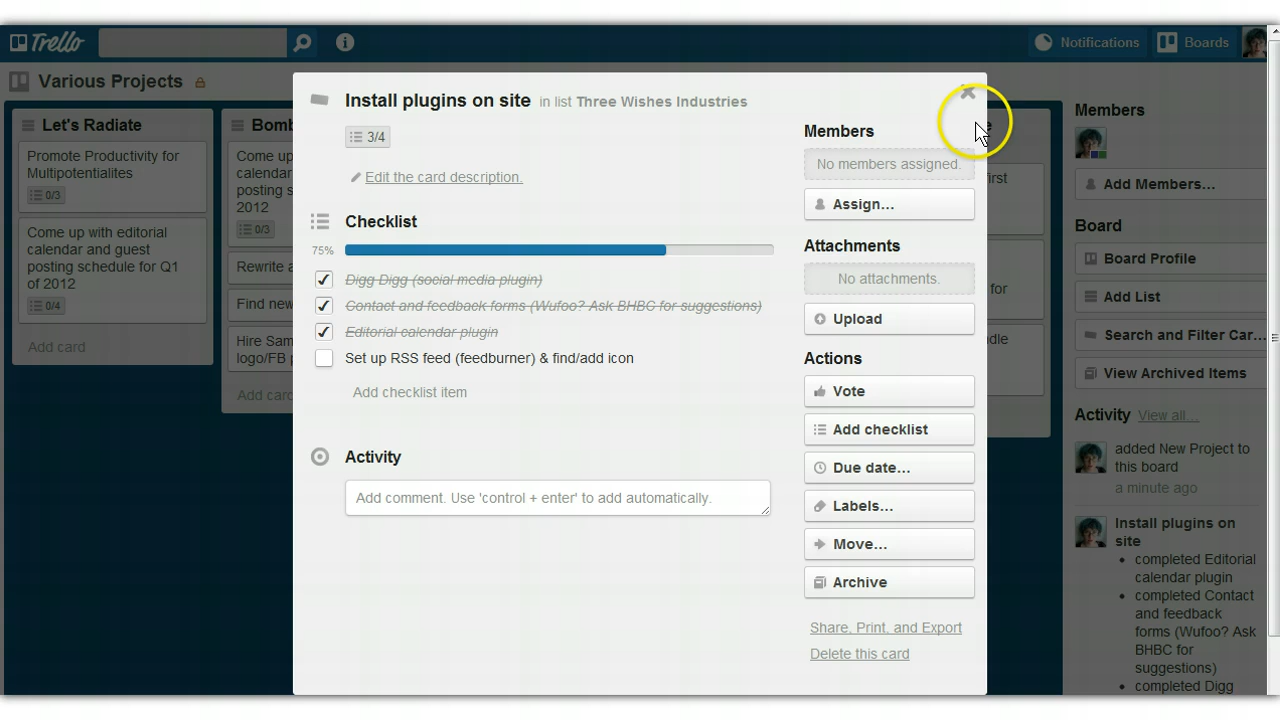 Trello
Notifications
Boards
Various Projects
Let's Radiate
Promote Productivity for
Multipotentialites
0/3
Come up with editorial
calendar and guest
posting schedule for Q1
of 2012
0/4
Add card
Bomb
Come up
calendar
posting s
2012
0/3
Rewrite a
Find new
Hire Sam
logo/FB p
Add card
Install plugins on site in list Three Wishes Industries
3/4
Edit the card description.
Checklist
75%
Digg Digg (social media plugin)
Contact and feedback forms (Wufoo? Ask BHBC for suggestions)
Editorial calendar plugin
Set up RSS feed (feedburner) & find/add icon
Add checklist item
Activity
Add comment. Use 'control + enter' to add automatically.
Members
No members assigned.
Assign...
Attachments
No attachments.
Upload
Actions
Vote
Add checklist
Due date...
Labels...
Move...
Archive
Share, Print, and Export
Delete this card
Members
Add Members...
Board
Board Profile
Add List
Search and Filter Car...
View Archived Items
Activity View all...
added New Project to
this board
a minute ago
Install plugins on
site
• completed Editorial
calendar plugin
• completed Contact
and feedback
forms (Wufoo? Ask
BHBC for
suggestions)
• completed Digg